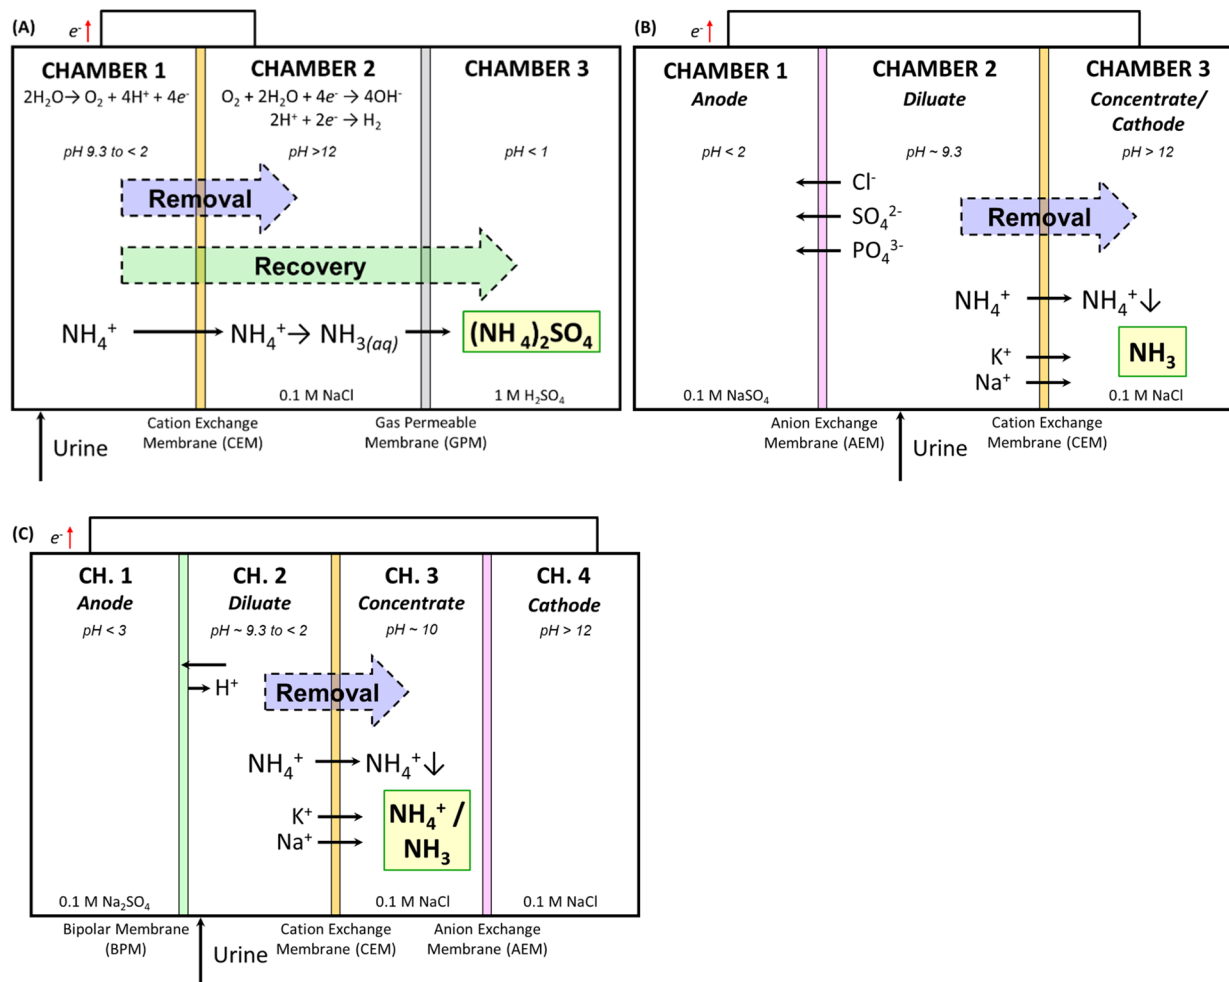 (A)
e-
CHAMBER 1
2H₂O→ O₂ + 4H⁺ + 4e-
pH 9.3 to < 2
CHAMBER 2
O₂ + 2H₂O + 4e- → 4OH-
2H⁺ + 2e- → H₂
pH >12
CHAMBER 3
pH < 1
Removal
Recovery
NH₄⁺
NH₄⁺→ NH₃(aq)
(NH₄)₂SO₄
0.1 M NaCl
1 M H₂SO₄
Cation Exchange
Membrane (CEM)
Gas Permeable
Membrane (GPM)
Urine
(B)
e-
CHAMBER 1
Anode
pH < 2
CHAMBER 2
Diluate
pH ~ 9.3
CHAMBER 3
Concentrate/
Cathode
pH > 12
Cl⁻
SO₄²⁻
PO₄³⁻
Removal
NH₄⁺
NH₄⁺↓
K⁺
Na⁺
NH₃
0.1 M NaSO₄
0.1 M NaCl
Anion Exchange
Membrane (AEM)
Cation Exchange
Membrane (CEM)
Urine
(C)
e-
CH. 1
Anode
pH < 3
CH. 2
Diluate
pH ~ 9.3 to < 2
CH. 3
Concentrate
pH ~ 10
CH. 4
Cathode
pH > 12
H⁺
Removal
NH₄⁺
NH₄⁺↓
K⁺
Na⁺
NH₄⁺ /
NH₃
0.1 M Na₂SO₄
0.1 M NaCl
0.1 M NaCl
Bipolar Membrane
(BPM)
Cation Exchange
Membrane (CEM)
Anion Exchange
Membrane (AEM)
Urine